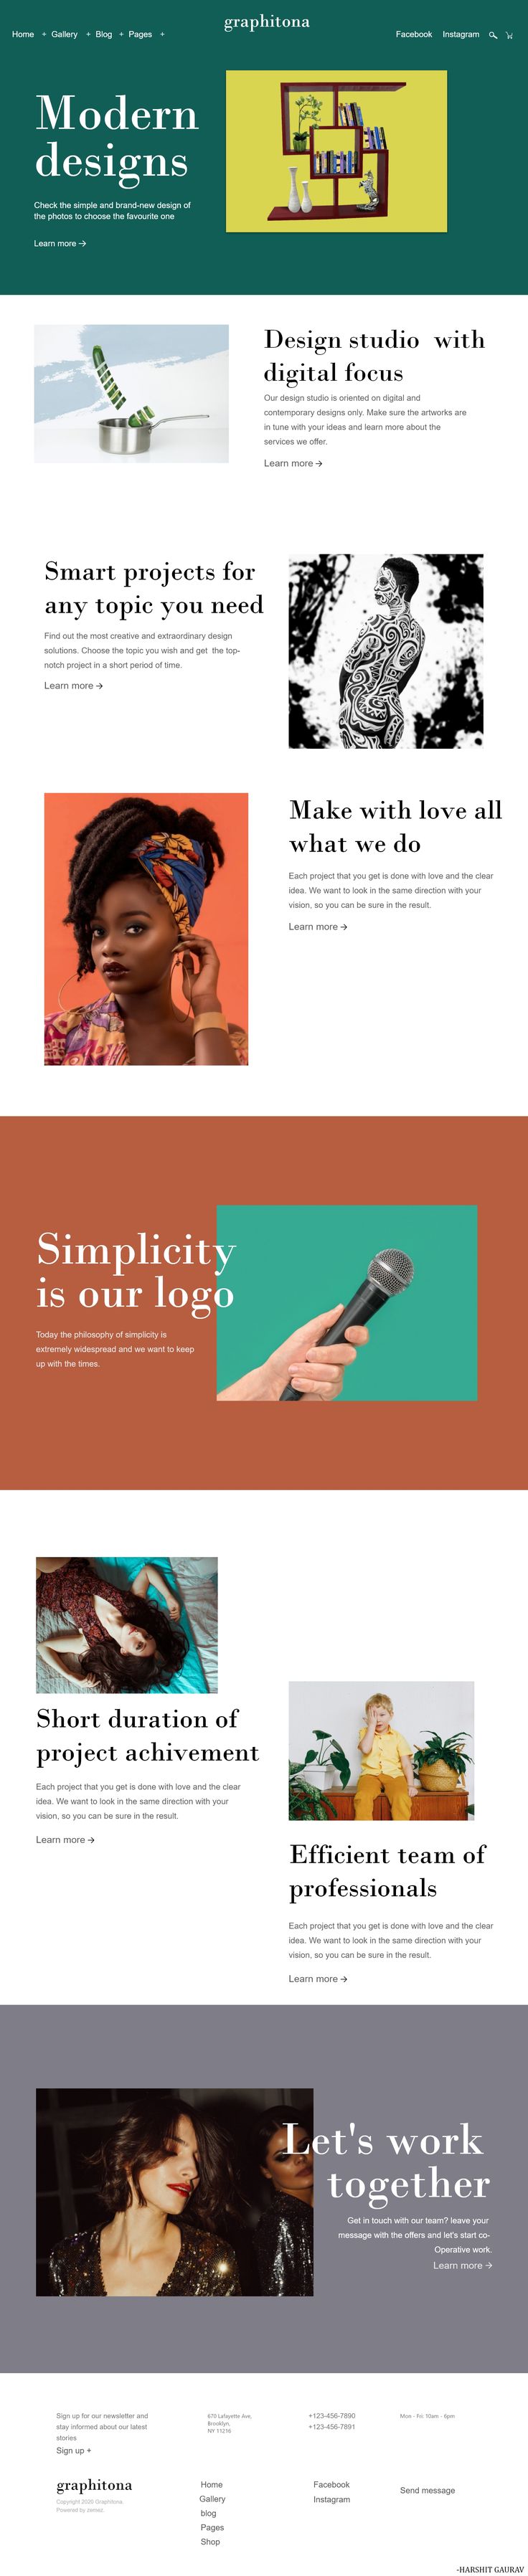 graphitona
Home + Gallery + Blog + Pages +
Facebook Instagram
Modern
designs
Check the simple and brand-new design of
the photos to choose the favourite one
Learn more →
Design studio with
digital focus
Our design studio is oriented on digital and
contemporary designs only. Make sure the artworks are
in tune with your ideas and learn more about the
services we offer.
Learn more →
Smart projects for
any topic you need
Find out the most creative and extraordinary design
solutions. Choose the topic you wish and get the top-
notch project in a short period of time.
Learn more →
Make with love all
what we do
Each project that you get is done with love and the clear
idea. We want to look in the same direction with your
vision, so you can be sure in the result.
Learn more →
Simplicity
is our logo
Today the philosophy of simplicity is
extremely widespread and we want to keep
up with the times.
Short duration of
project achivement
Each project that you get is done with love and the clear
idea. We want to look in the same direction with your
vision, so you can be sure in the result.
Learn more →
Efficient team of
professionals
Each project that you get is done with love and the clear
idea. We want to look in the same direction with your
vision, so you can be sure in the result.
Learn more →
Let's work
together
Get in touch with our team? leave your
message with the offers and let's start co-
Operative work.
Learn more →
Sign up for our newsletter and
stay informed about our latest
stories
Sign up +
670 Lafayette Ave,
Brooklyn,
NY 11216
+123-456-7890
+123-456-7891
Mon - Fri: 10am - 6pm
graphitona
Copyright 2020 Graphitona
Powered by
Home
Gallery
blog
Pages
Shop
Facebook
Instagram
Send message
-HARSHIT GAURAV